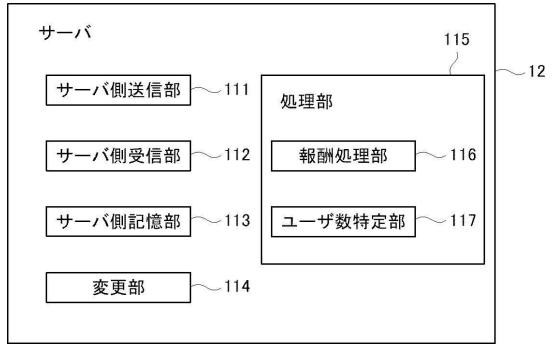 サーバ
115
12
サーバ側送信部
111
処理部
サーバ側受信部
112
報酬処理部
116
サーバ側記憶部
113
ユーザ数特定部
117
変更部
114